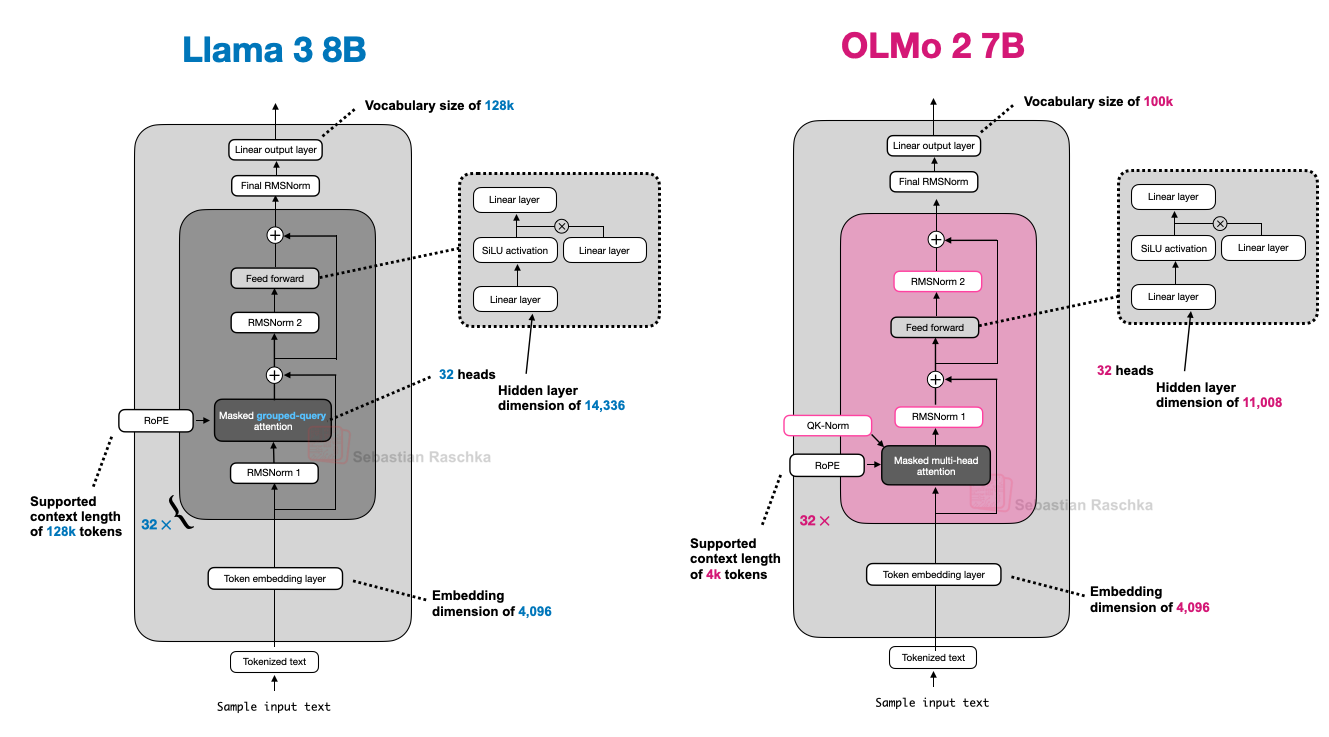 Llama 3 8B
Vocabulary size of 128k
Linear output layer
Final RMSNorm
Feed forward
RMSNorm 2
Masked grouped-query
attention
RoPE
RMSNorm 1
Linear layer
SiLU activation
Linear layer
Linear layer
Hidden layer
dimension of 14,336
32 heads
Sebastian Raschka
Supported
context length
of 128k tokens
32 ×
Token embedding layer
Embedding
dimension of 4,096
Tokenized text
Sample input text
OLMo 2 7B
Vocabulary size of 100k
Linear output layer
Final RMSNorm
RMSNorm 2
Feed forward
RMSNorm 1
QK-Norm
RoPE
Masked multi-head
attention
Linear layer
SiLU activation
Linear layer
Linear layer
32 heads
Hidden layer
dimension of 11,008
Sebastian Raschka
32 ×
Supported
context length
of 4k tokens
Token embedding layer
Embedding
dimension of 4,096
Tokenized text
Sample input text